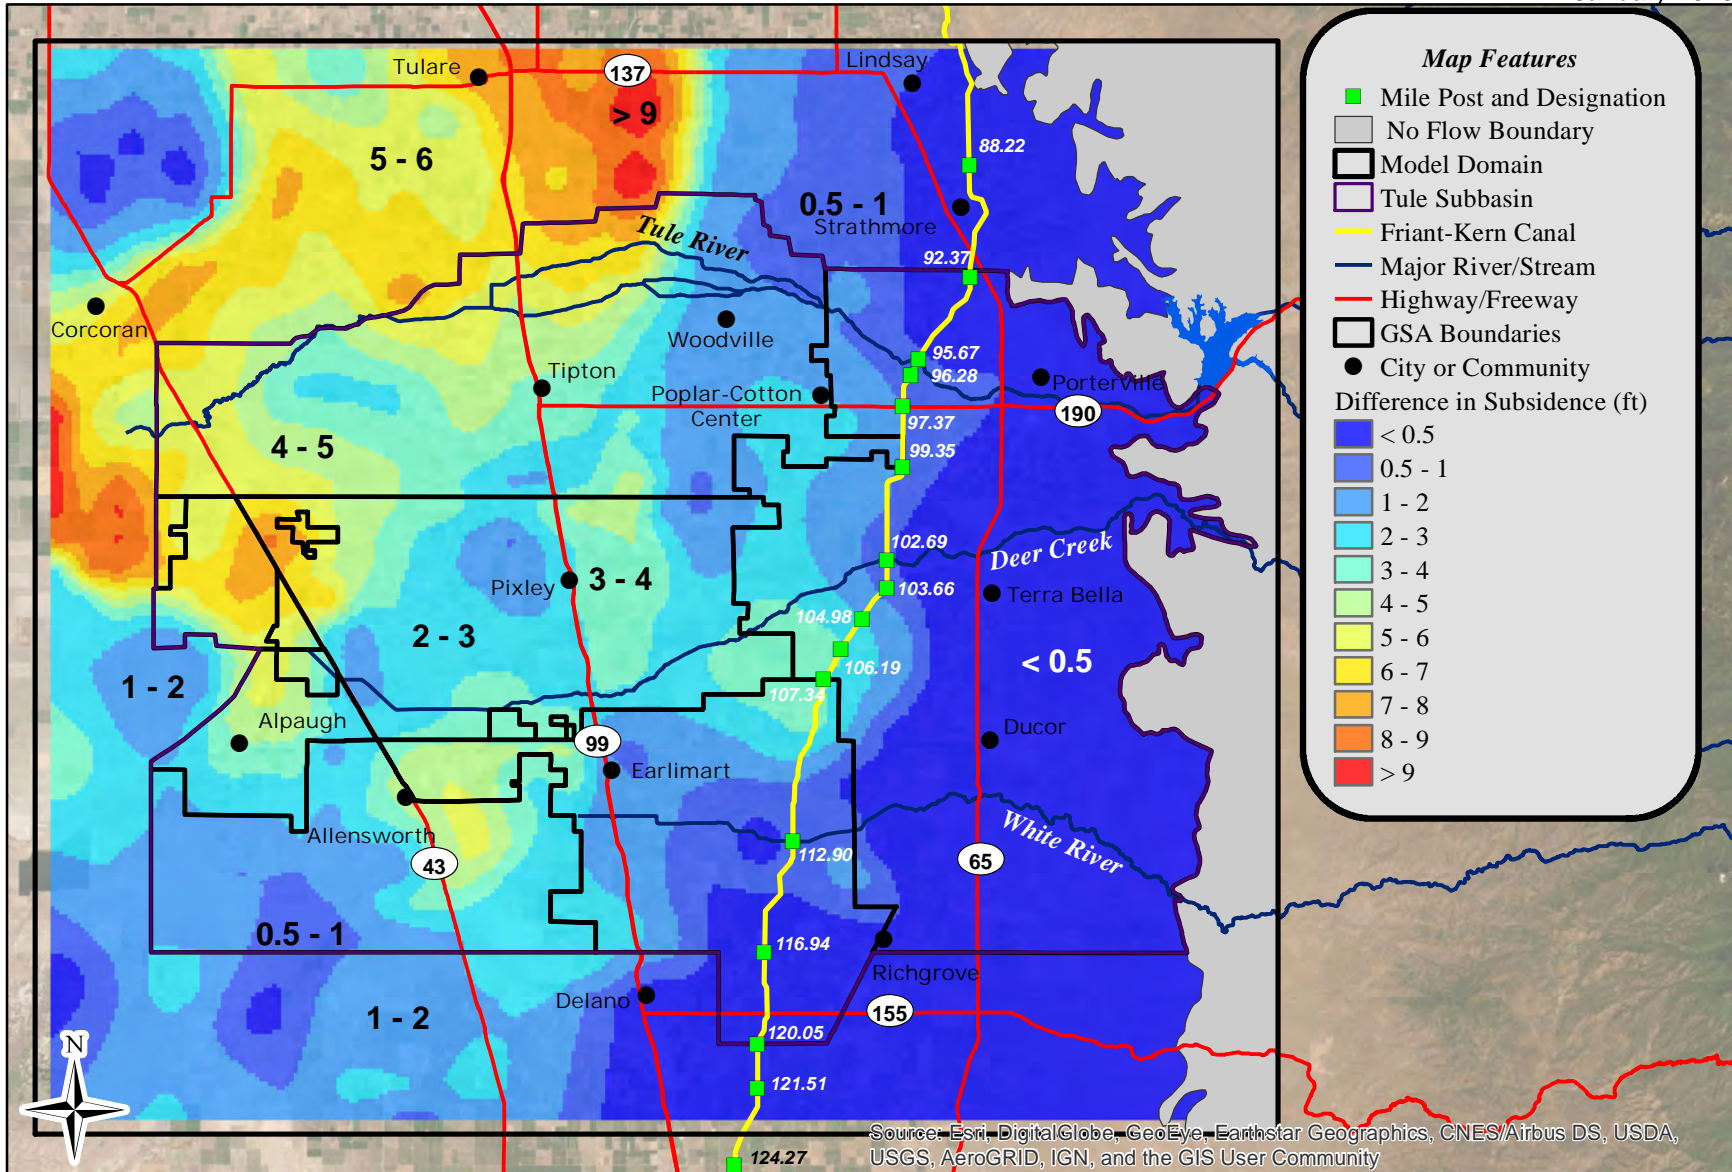 Map Features
Mile Post and Designation
No Flow Boundary
Model Domain
Tule Subbasin
Friant-Kern Canal
Major River/Stream
Highway/Freeway
GSA Boundaries
City or Community
Difference in Subsidence (ft)
< 0.5
0.5 - 1
1 - 2
2 - 3
3 - 4
4 - 5
5 - 6
6 - 7
7 - 8
8 - 9
> 9
Tulare
137
Lindsay
> 9
5 - 6
88.22
0.5 - 1
Strathmore
Tule River
92.37
Corcoran
Woodville
95.67
Tipton
96.28
Porterville
Poplar-Cotton
Center
190
97.37
4 - 5
99.35
102.69
Deer Creek
Pixley
3 - 4
103.66
Terra Bella
104.98
2 - 3
106.19
< 0.5
1 - 2
107.34
Alpaugh
Ducor
99
Earlimart
Allensworth
White River
112.90
43
65
0.5 - 1
116.94
Richgrove
Delano
155
1 - 2
120.05
N
121.51
124.27
Source: Esri, DigitalGlobe, GeoEye, Earthstar Geographics, CNES/Airbus DS, USDA,
USGS, AeroGRID, IGN, and the GIS User Community